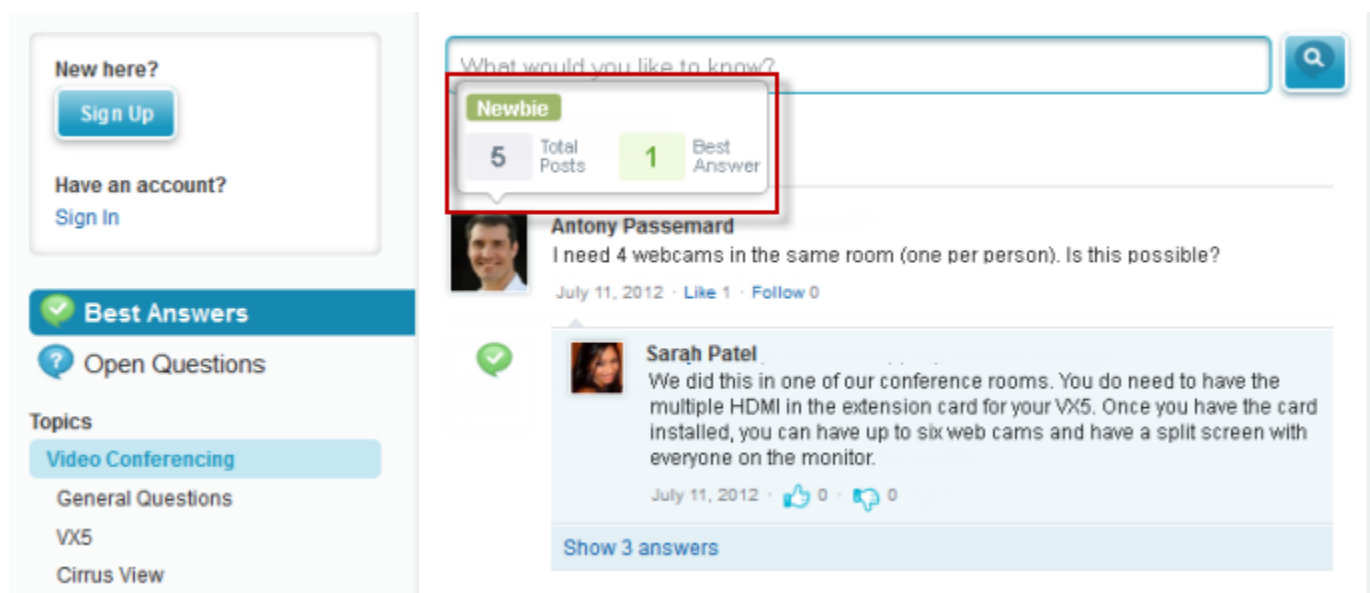 New here?
Sign Up
Have an account?
Sign In
Best Answers
Open Questions
Topics
Video Conferencing
General Questions
VX5
Cirrus View
What would you like to know?
Newbie
5 Total Posts 1 Best Answer
Antony Passemard
I need 4 webcams in the same room (one per person). Is this possible?
July 11, 2012 · Like 1 · Follow 0
Sarah Patel
We did this in one of our conference rooms. You do need to have the
multiple HDMI in the extension card for your VX5. Once you have the card
installed, you can have up to six web cams and have a split screen with
everyone on the monitor.
July 11, 2012 · 0 · 0
Show 3 answers